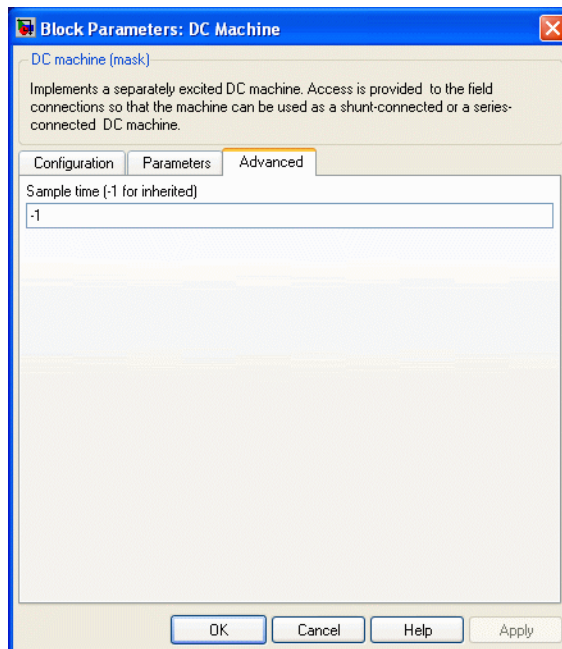 Block Parameters: DC Machine
DC machine (mask)
Implements a separately excited DC machine. Access is provided to the field
connections so that the machine can be used as a shunt-connected or a series-
connected DC machine.
Configuration Parameters Advanced
Sample time (-1 for inherited)
-1
OK Cancel Help Apply